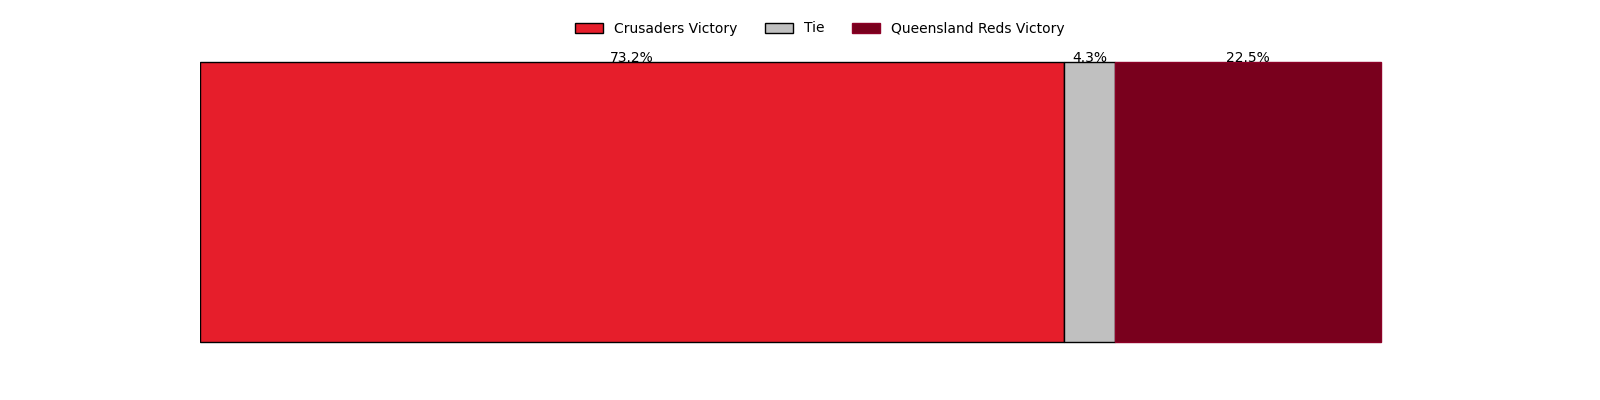 Crusaders Victory Tie Queensland Reds Victory
73.2% 4.3% 22.5%